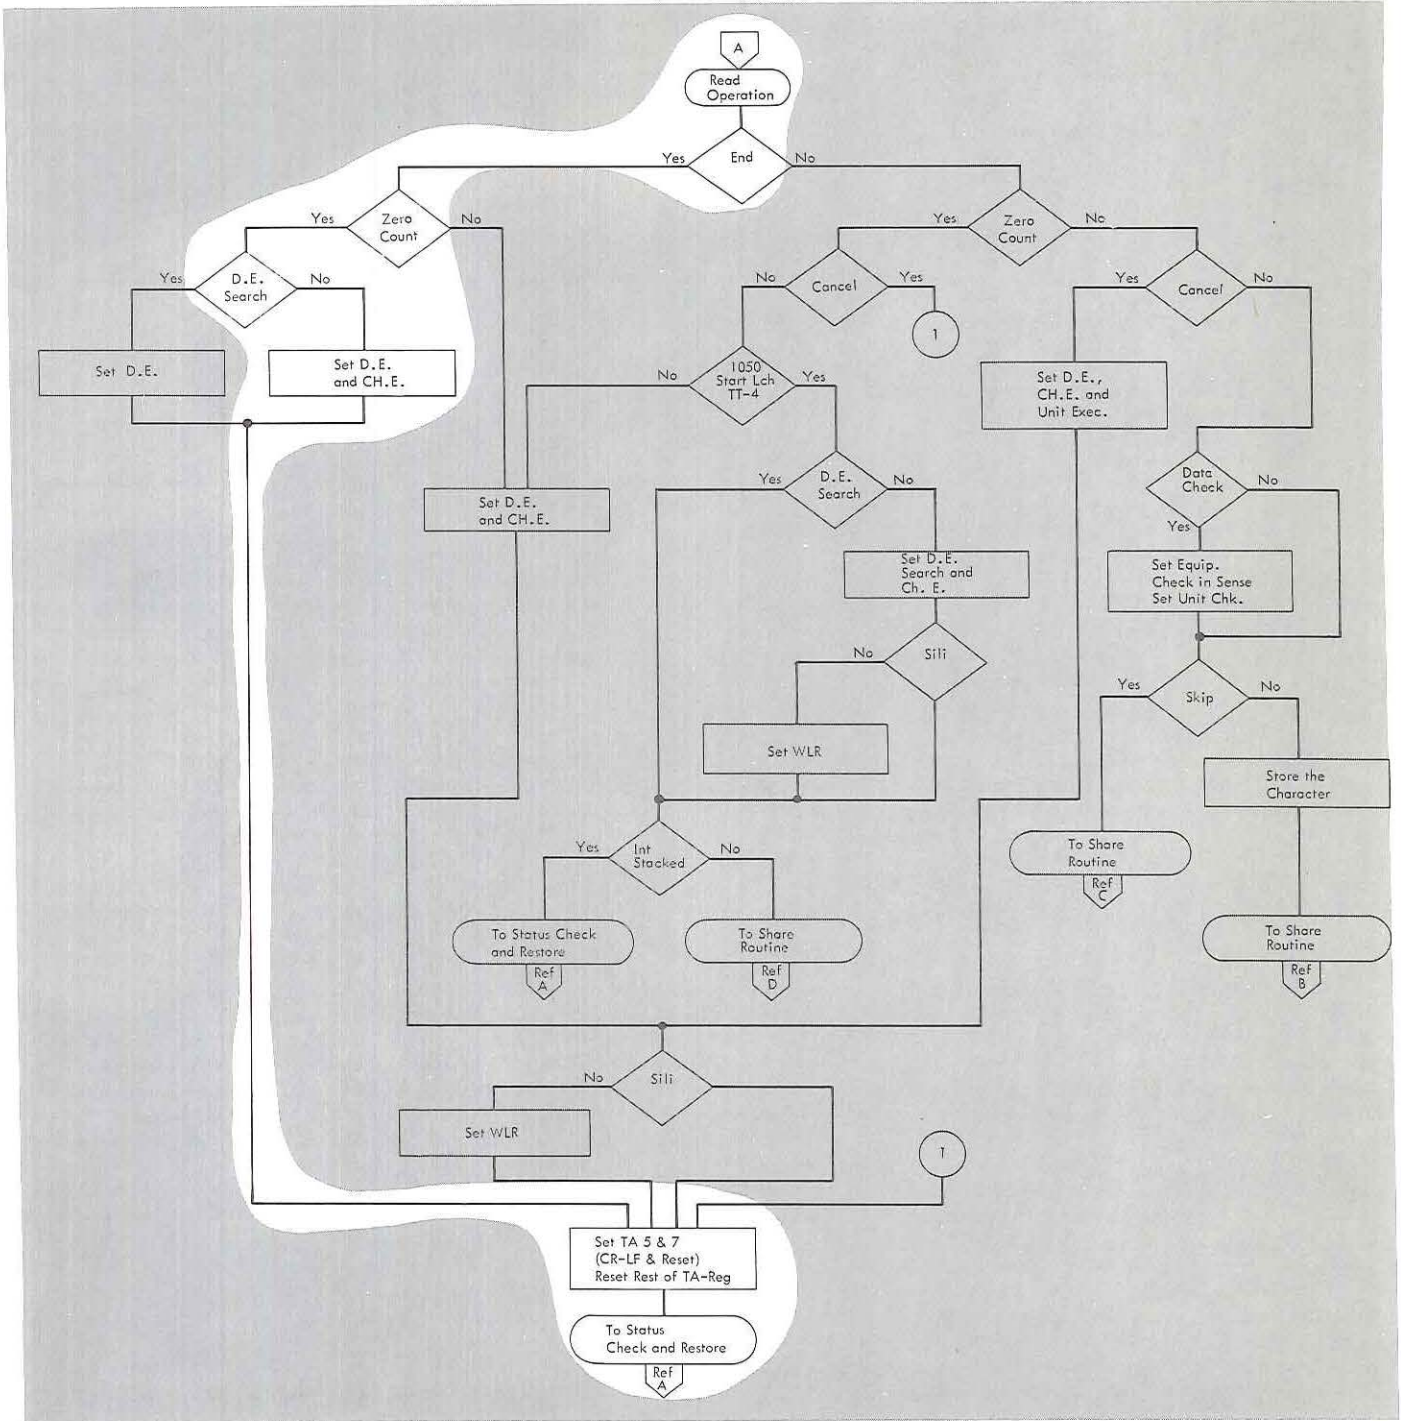 A
Read
Operation
End
Yes
No
Zero
Count
Yes
No
Zero
Count
Yes
No
D.E.
Search
Yes
No
Cancel
No
Yes
Cancel
Yes
No
1
Set D.E.
Set D.E.
and CH.E.
1050
Start Lch
TT-4
No
Yes
Set D.E.,
CH.E. and
Unit Exec.
D.E.
Search
Yes
No
Data
Check
No
Yes
Set D.E.
and CH.E.
Set D.E.
Search and
Ch. E.
Set Equip.
Check in Sense
Set Unit Chk.
Sili
No
Skip
Yes
No
Set WLR
Store the
Character
Int
Stacked
Yes
No
To Share
Routine
Ref
C
To Status Check
and Restore
Ref
A
To Share
Routine
Ref
D
To Share
Routine
Ref
B
Sili
No
Set WLR
1
Set TA 5 & 7
(CR-LF & Reset)
Reset Rest of TA-Reg
To Status
Check and Restore
Ref
A